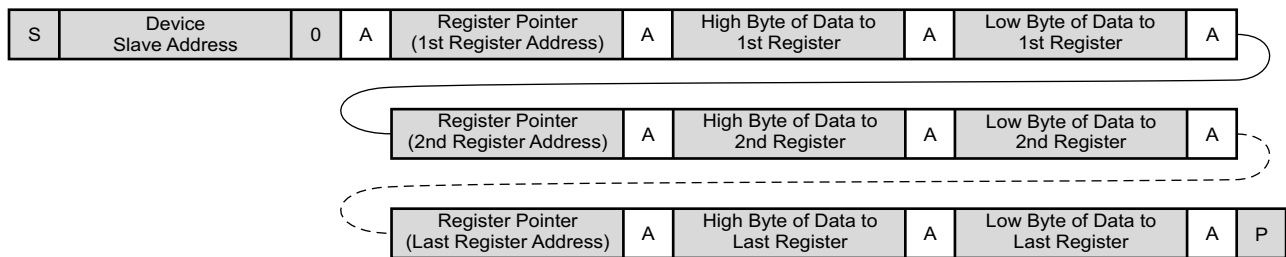 S Device Slave Address 0 A Register Pointer (1st Register Address) A High Byte of Data to 1st Register A Low Byte of Data to 1st Register A
Register Pointer (2nd Register Address) A High Byte of Data to 2nd Register A Low Byte of Data to 2nd Register A
Register Pointer (Last Register Address) A High Byte of Data to Last Register A Low Byte of Data to Last Register A P